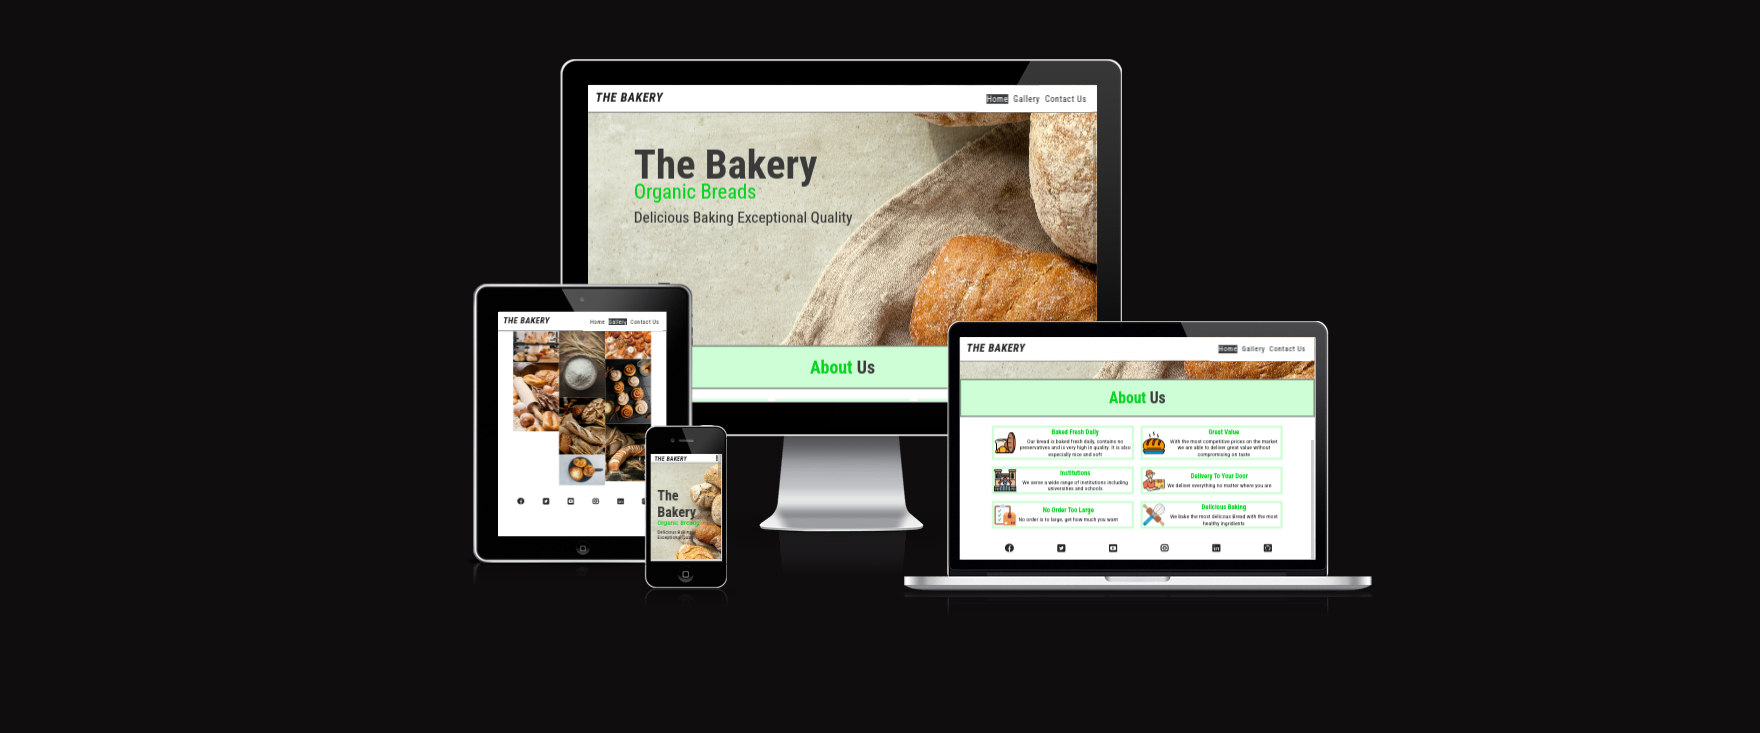 THE BAKERY
Home Gallery Contact Us
The Bakery
Organic Breads
Delicious Baking Exceptional Quality
About Us
THE BAKERY
Home Gallery Contact Us
THE BAKERY
The
Bakery
Organic Breads
Delicious Baking
Exceptional Quality
THE BAKERY
Home Gallery Contact Us
About Us
Baked Fresh Daily
Our bread is baked fresh daily, contains no
preservatives and is very high in quality. It is also
especially nice and soft
Great Value
With the most competitive prices on the market
we are able to deliver great value without
compromising on taste
Institutions
We serve a wide range of institutions including
universities and schools
Delivery To Your Door
We deliver everything no matter where you are
No Order Too Large
No order is to large, get how much you want
Delicious Baking
We bake the most delicious Bread with the most
healthy ingridients